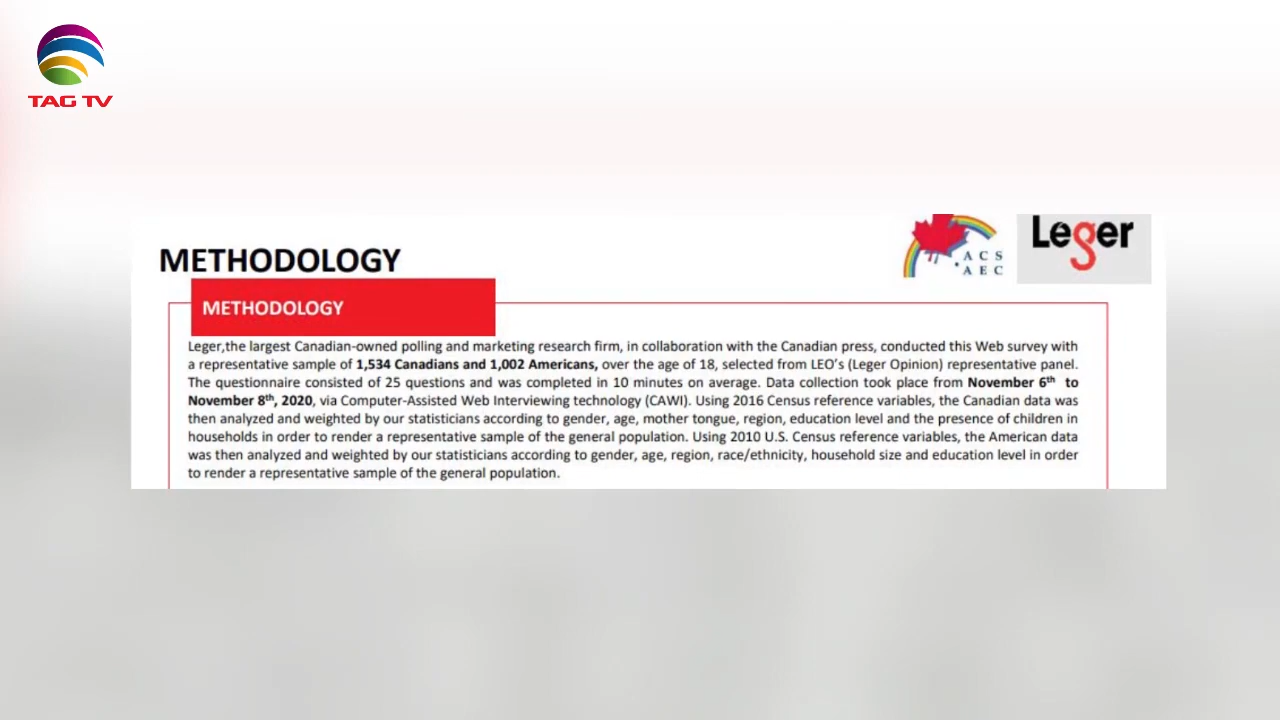 TAG TV
METHODOLOGY
ACS
AEC
Leger
METHODOLOGY
Leger,the largest Canadian-owned polling and marketing research firm, in collaboration with the Canadian press, conducted this Web survey with
a representative sample of 1,534 Canadians and 1,002 Americans, over the age of 18, selected from LEO's (Leger Opinion) representative panel.
The questionnaire consisted of 25 questions and was completed in 10 minutes on average. Data collection took place from November 6th to
November 8th, 2020, via Computer-Assisted Web Interviewing technology (CAWI). Using 2016 Census reference variables, the Canadian data was
then analyzed and weighted by our statisticians according to gender, age, mother tongue, region, education level and the presence of children in
households in order to render a representative sample of the general population. Using 2010 U.S. Census reference variables, the American data
was then analyzed and weighted by our statisticians according to gender, age, region, race/ethnicity, household size and education level in order
to render a representative sample of the general population.